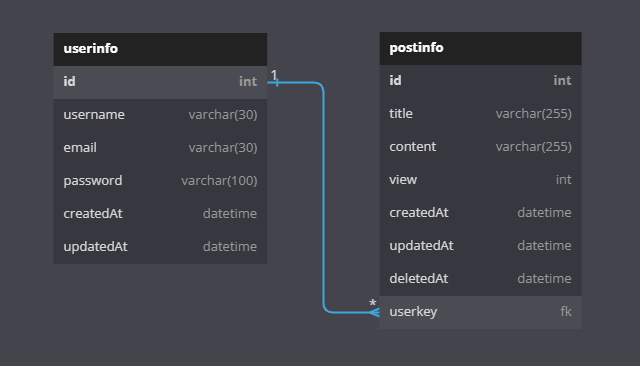 userinfo
id int
username varchar(30)
email varchar(30)
password varchar(100)
createdAt datetime
updatedAt datetime
1
*
postinfo
id int
title varchar(255)
content varchar(255)
view int
createdAt datetime
updatedAt datetime
deletedAt datetime
userkey fk